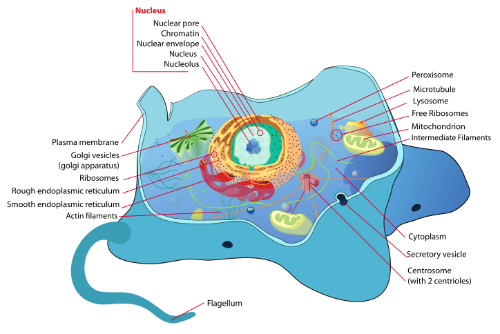 Nucleus
Nuclear pore
Chromatin
Nuclear envelope
Nucleus
Nucleolus
Plasma membrane
Golgi vesicles
(golgi apparatus)
Ribosomes
Rough endoplasmic reticulum
Smooth endoplasmic reticulum
Actin filaments
Flagellum
Peroxisome
Microtubule
Lysosome
Free Ribosomes
Mitochondrion
Intermediate Filaments
Cytoplasm
Secretory vesicle
Centrosome
(with 2 centrioles)